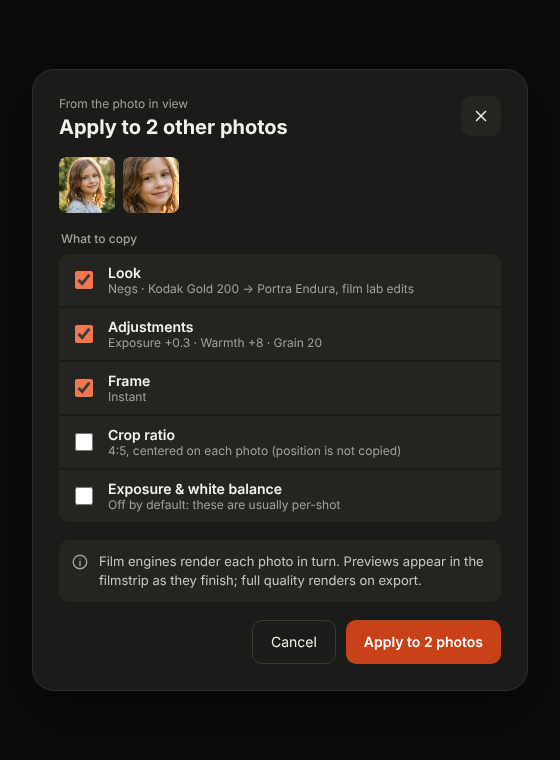 From the photo in view
Apply to 2 other photos
What to copy
Look
Negs · Kodak Gold 200 → Portra Endura, film lab edits
Adjustments
Exposure +0.3 · Warmth +8 · Grain 20
Frame
Instant
Crop ratio
4:5, centered on each photo (position is not copied)
Exposure & white balance
Off by default: these are usually per-shot
Film engines render each photo in turn. Previews appear in the
filmstrip as they finish; full quality renders on export.
Cancel
Apply to 2 photos